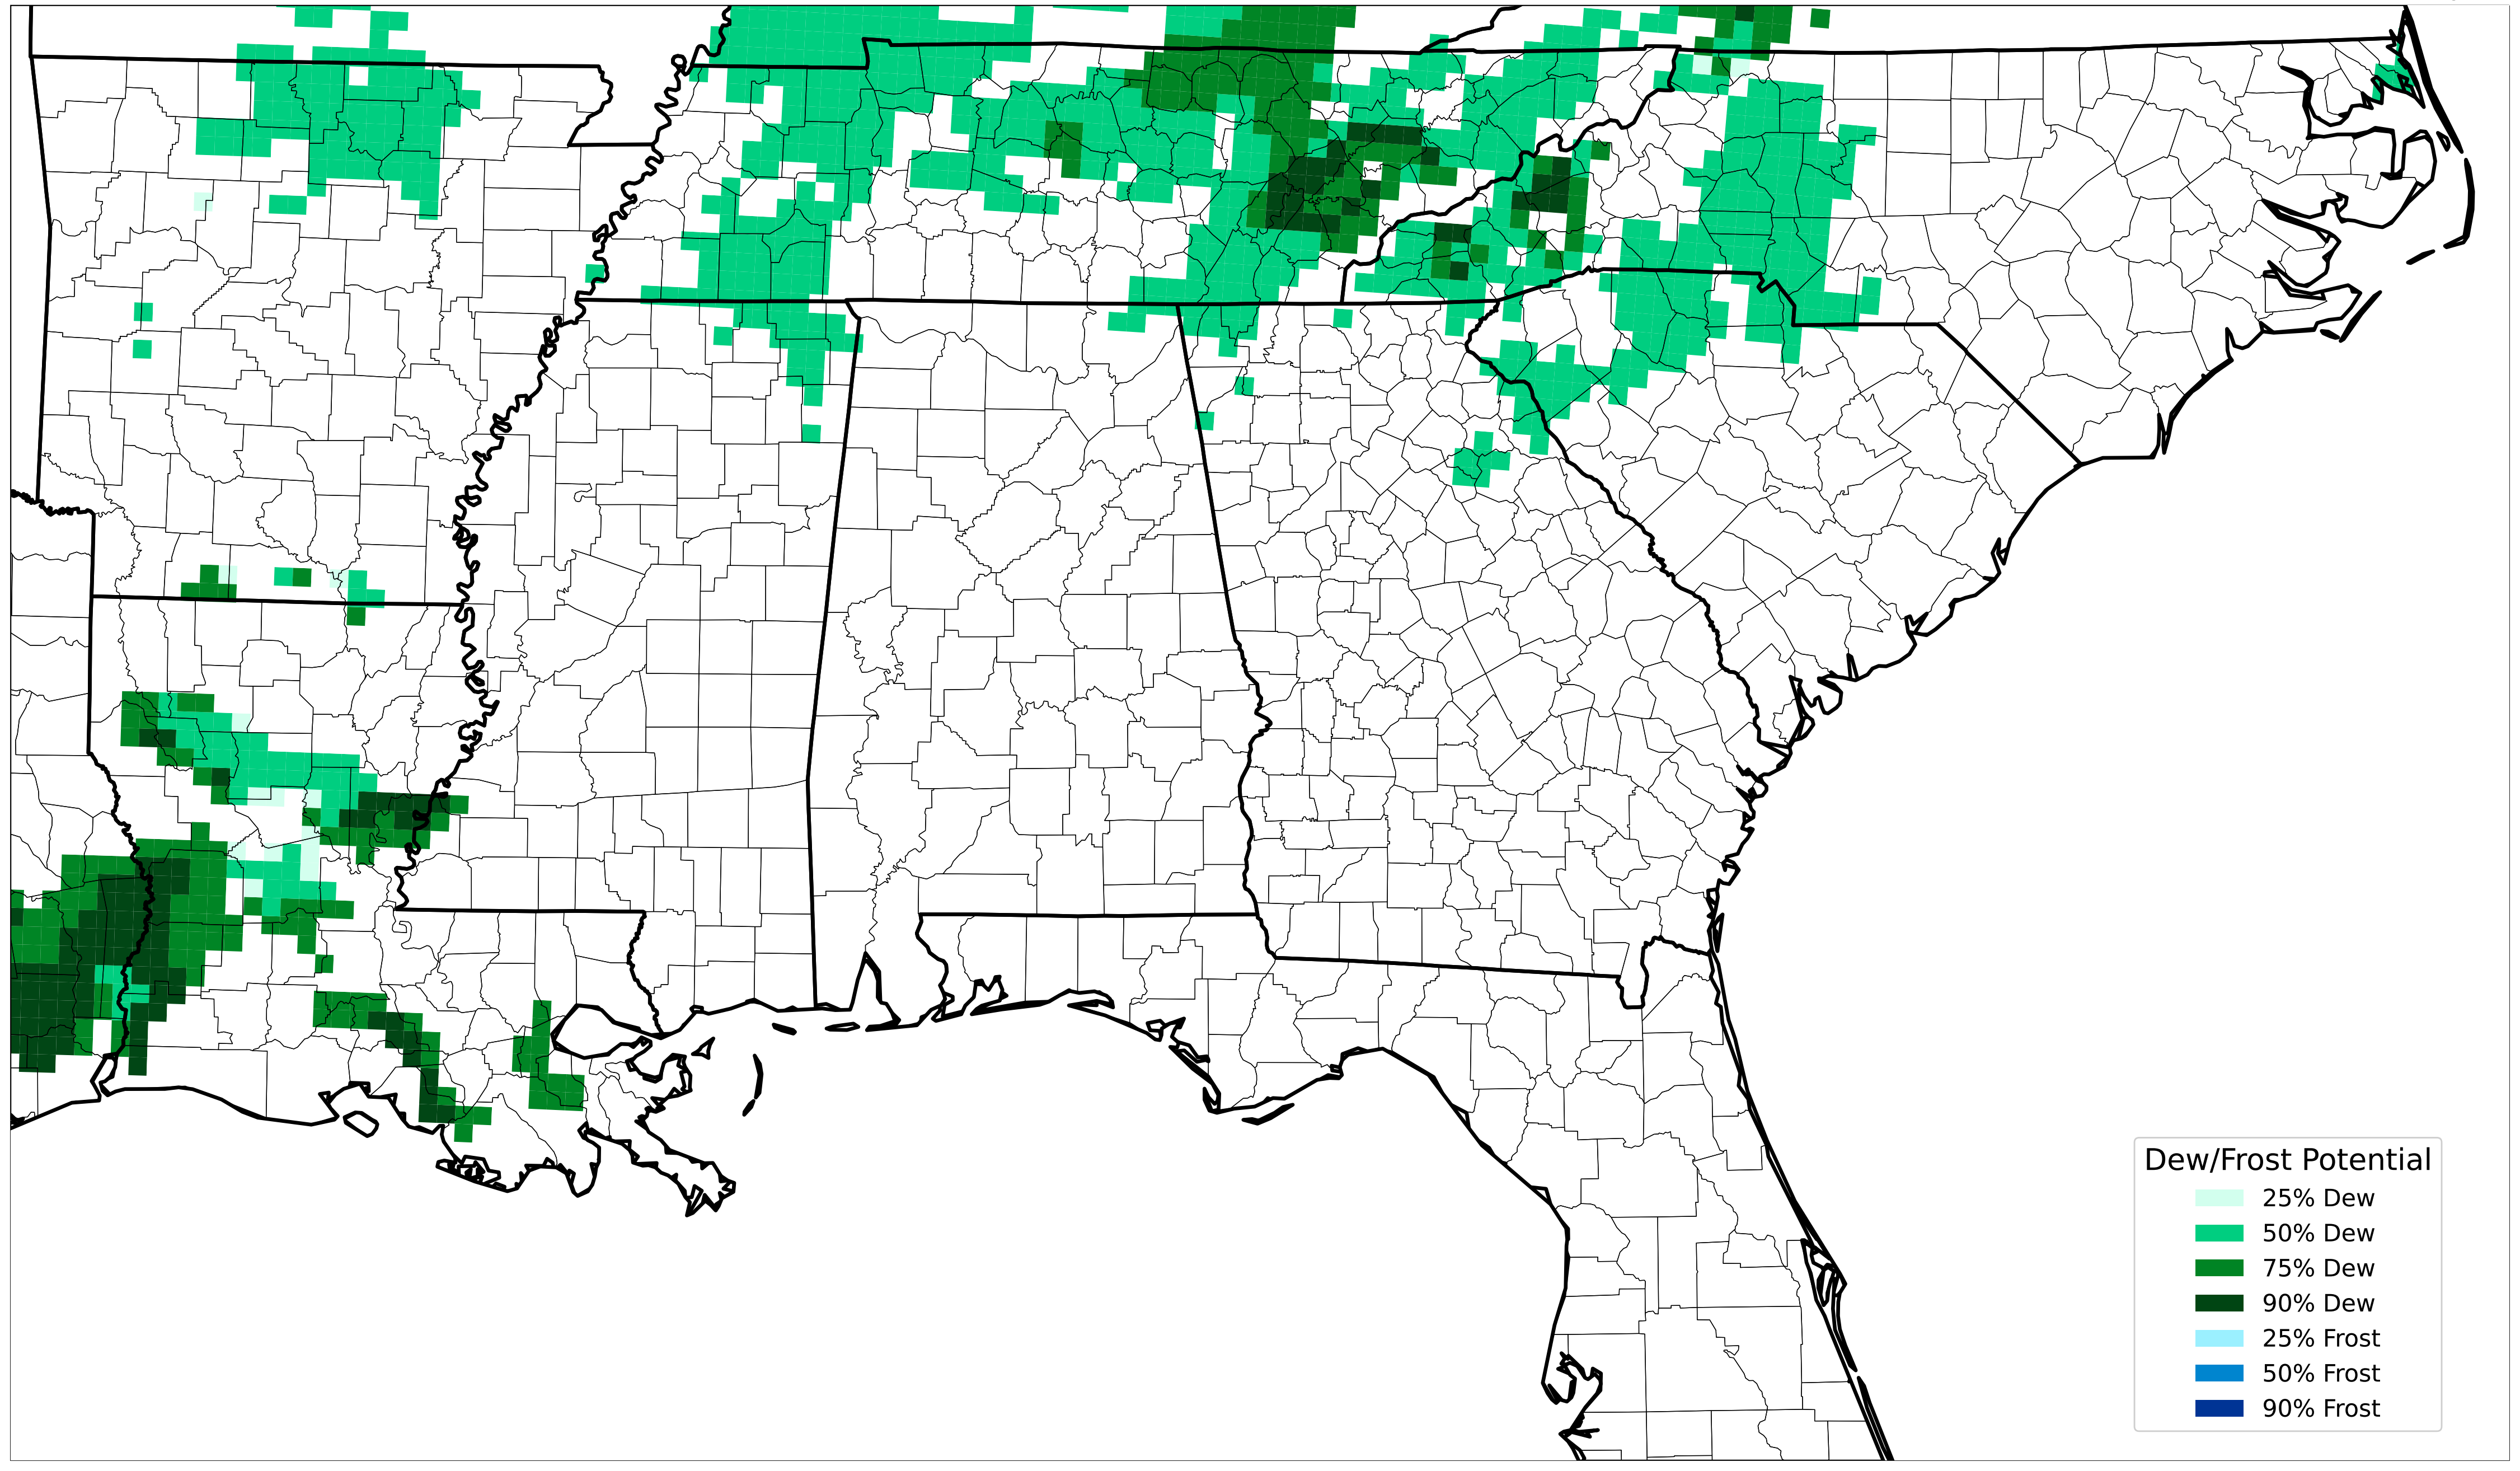 Dew/Frost Potential
25% Dew
50% Dew
75% Dew
90% Dew
25% Frost
50% Frost
90% Frost